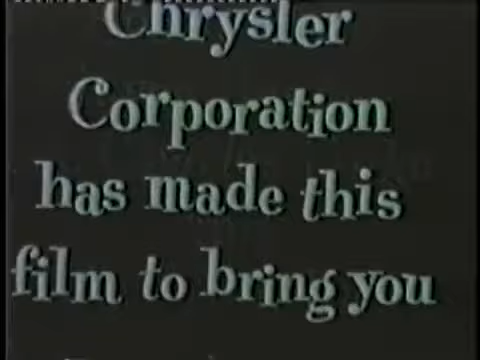 Chrysler
Corporation
has made this
film to bring you